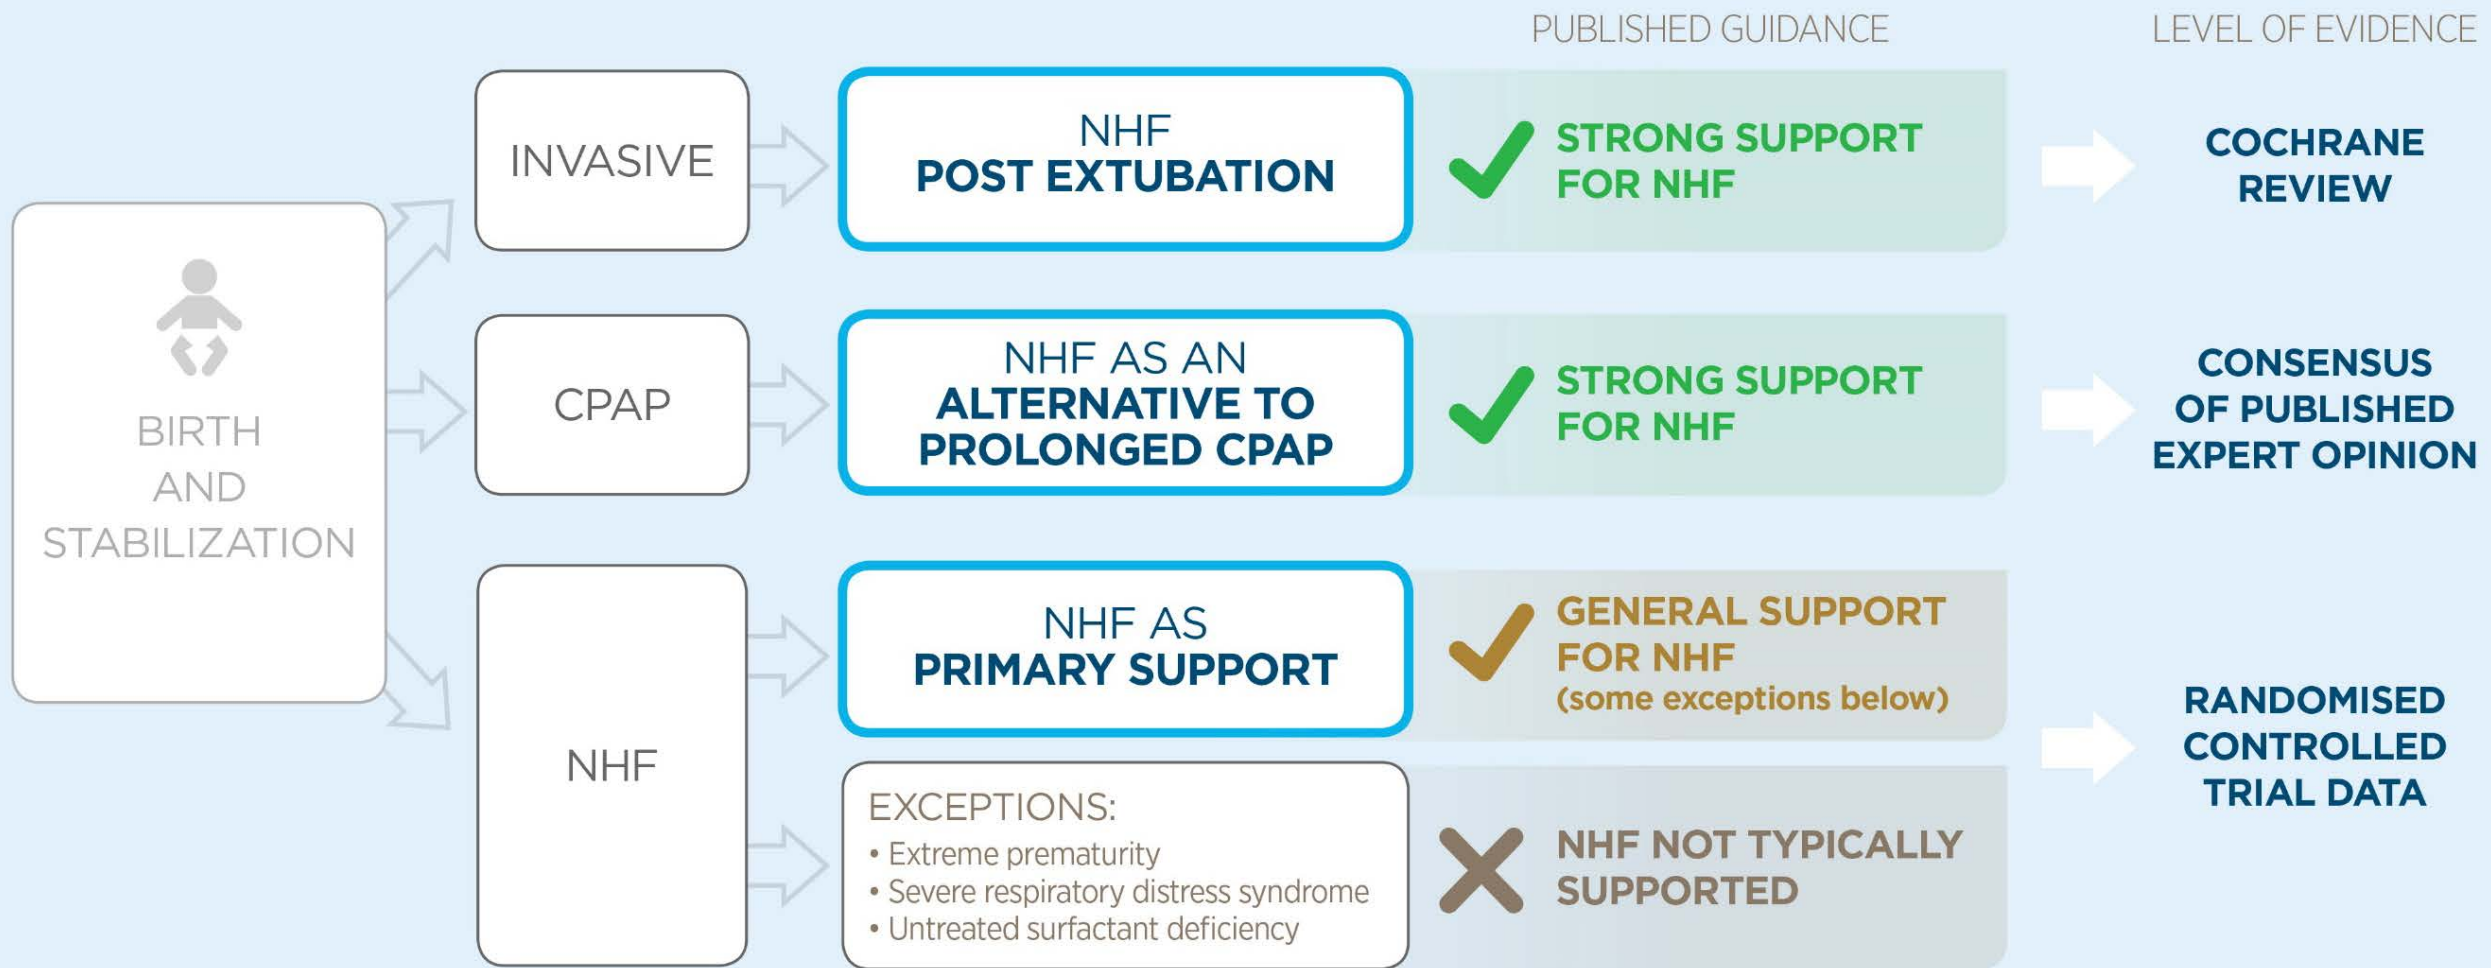 PUBLISHED GUIDANCE
LEVEL OF EVIDENCE
BIRTH
AND
STABILIZATION
INVASIVE
NHF
POST EXTUBATION
STRONG SUPPORT
FOR NHF
COCHRANE
REVIEW
CPAP
NHF AS AN
ALTERNATIVE TO
PROLONGED CPAP
STRONG SUPPORT
FOR NHF
CONSENSUS
OF PUBLISHED
EXPERT OPINION
NHF
NHF AS
PRIMARY SUPPORT
GENERAL SUPPORT
FOR NHF
(some exceptions below)
EXCEPTIONS:
• Extreme prematurity
• Severe respiratory distress syndrome
• Untreated surfactant deficiency
NHF NOT TYPICALLY
SUPPORTED
RANDOMISED
CONTROLLED
TRIAL DATA